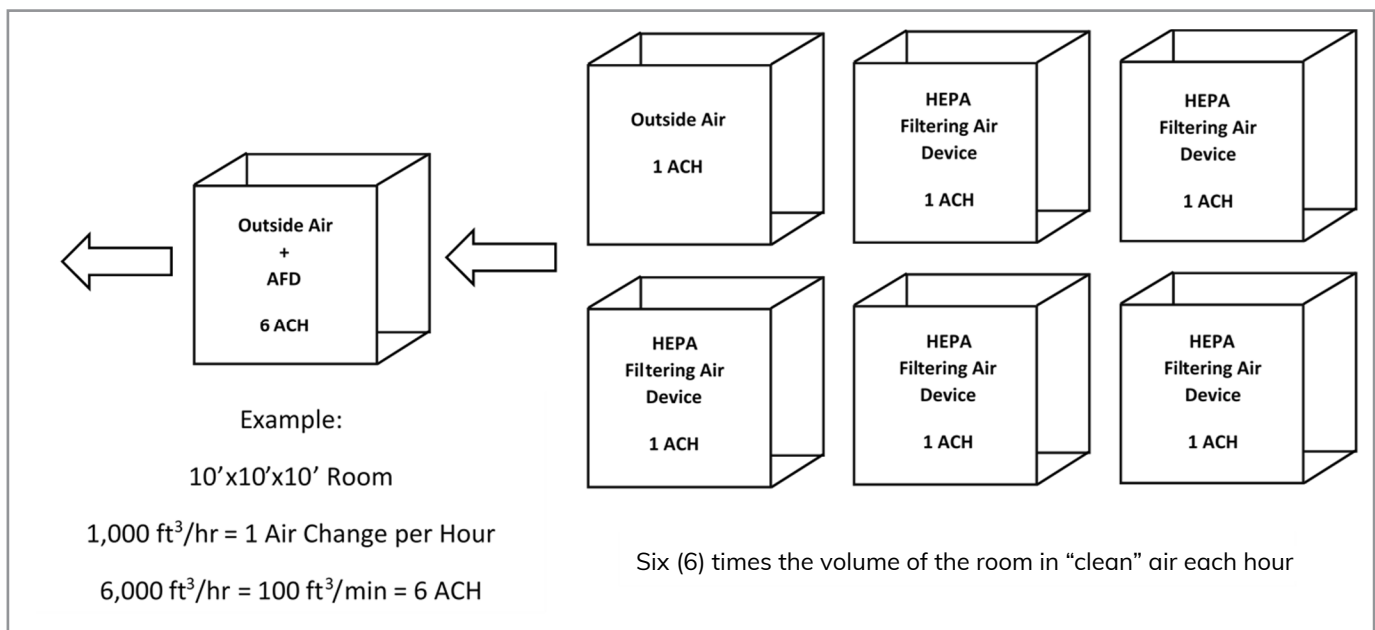 Outside Air
+
AFD
6 ACH
Example:
10’x10’x10’ Room
1,000 ft³/hr = 1 Air Change per Hour
6,000 ft³/hr = 100 ft³/min = 6 ACH
Outside Air
1 ACH
HEPA
Filtering Air
Device
1 ACH
HEPA
Filtering Air
Device
1 ACH
HEPA
Filtering Air
Device
1 ACH
HEPA
Filtering Air
Device
1 ACH
HEPA
Filtering Air
Device
1 ACH
Six (6) times the volume of the room in “clean” air each hour